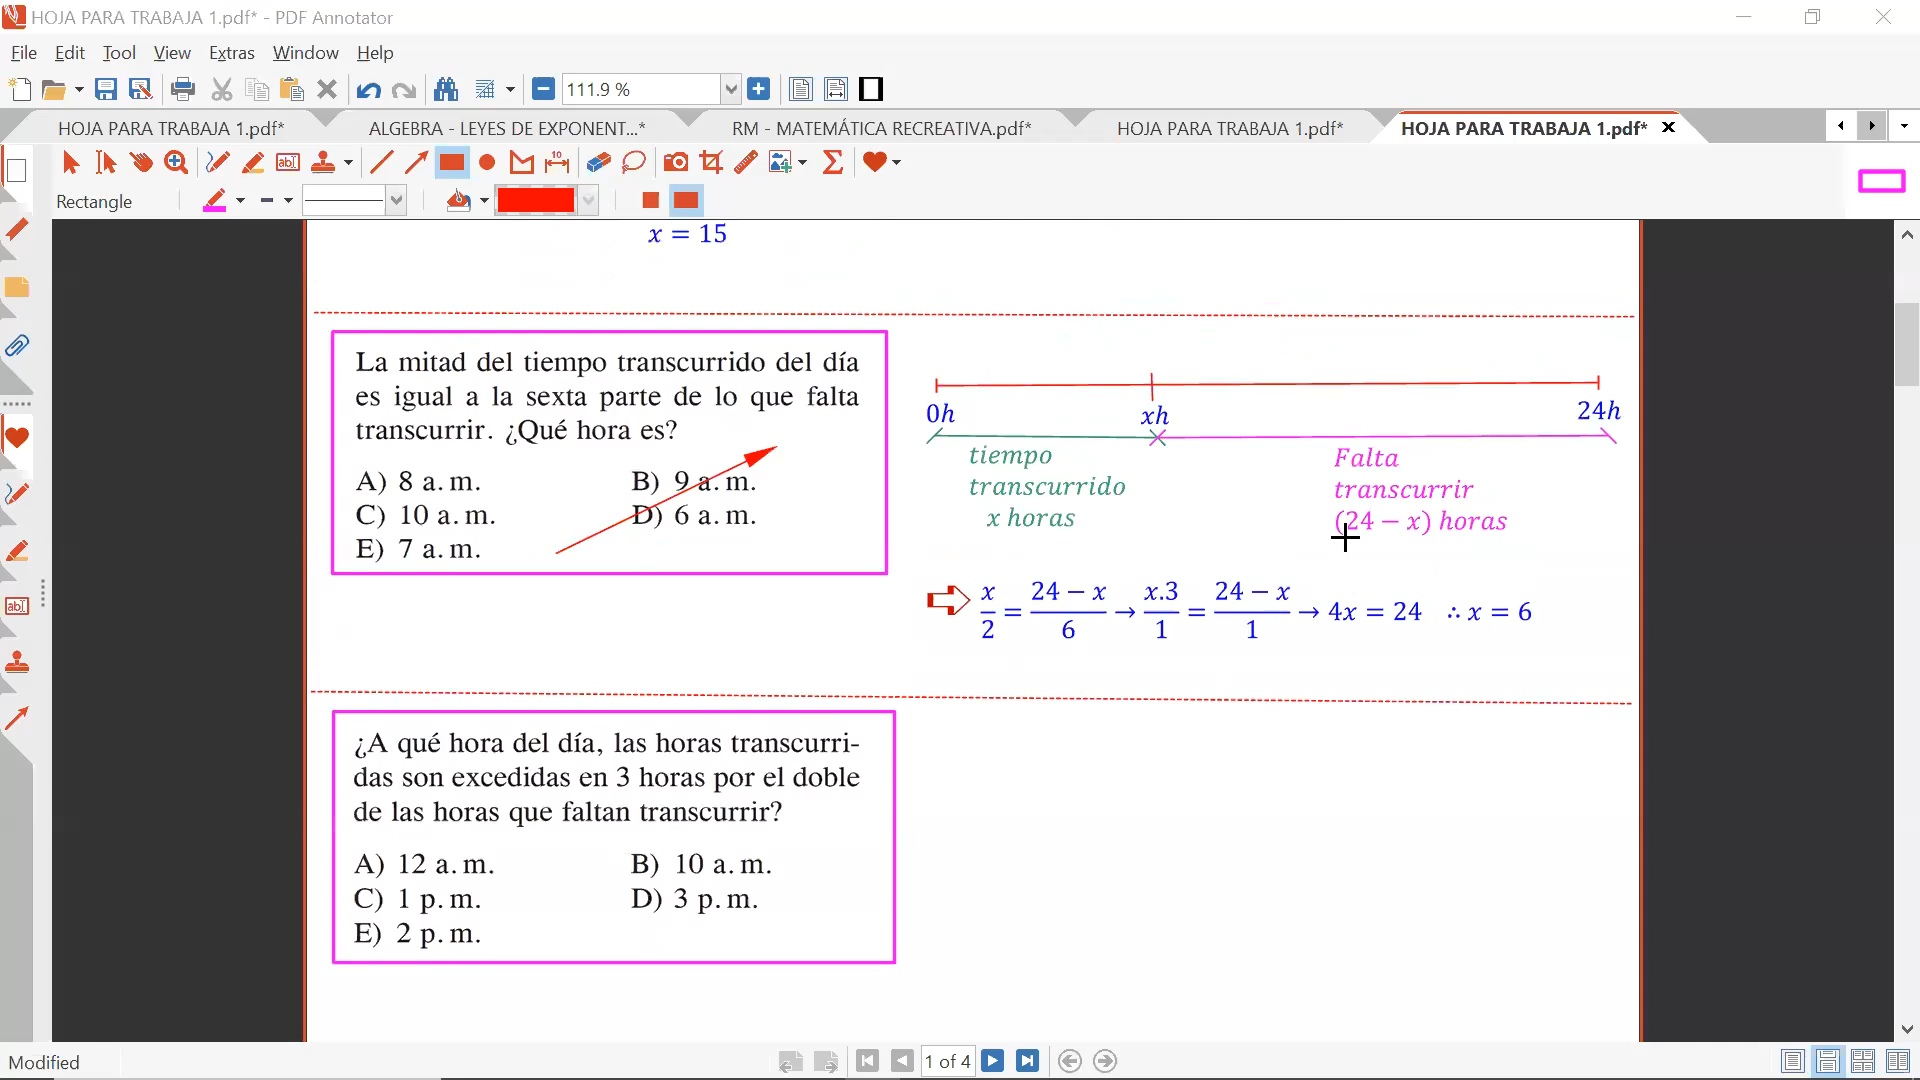 HOJA PARA TRABAJA 1.pdf* - PDF Annotator
File Edit Tool View Extras Window Help
111.9 %
HOJA PARA TRABAJA 1.pdf* ALGEBRA - LEYES DE EXPONENT...* RM - MATEMÁTICA RECREATIVA.pdf* HOJA PARA TRABAJA 1.pdf* HOJA PARA TRABAJA 1.pdf*
Rectangle
x = 15
La mitad del tiempo transcurrido del día
es igual a la sexta parte de lo que falta
transcurrir. ¿Qué hora es?
A) 8 a.m. B) 9 a.m.
C) 10 a.m. D) 6 a.m.
E) 7 a.m.
0h xh 24h
tiempo
transcurrido
x horas
Falta
transcurrir
(24 − x) horas
x/2 = (24 − x)/6 → x.3/1 = (24 − x)/1 → 4x = 24 ∴ x = 6
¿A qué hora del día, las horas transcurri-
das son excedidas en 3 horas por el doble
de las horas que faltan transcurrir?
A) 12 a.m. B) 10 a.m.
C) 1 p.m. D) 3 p.m.
E) 2 p.m.
Modified
1 of 4